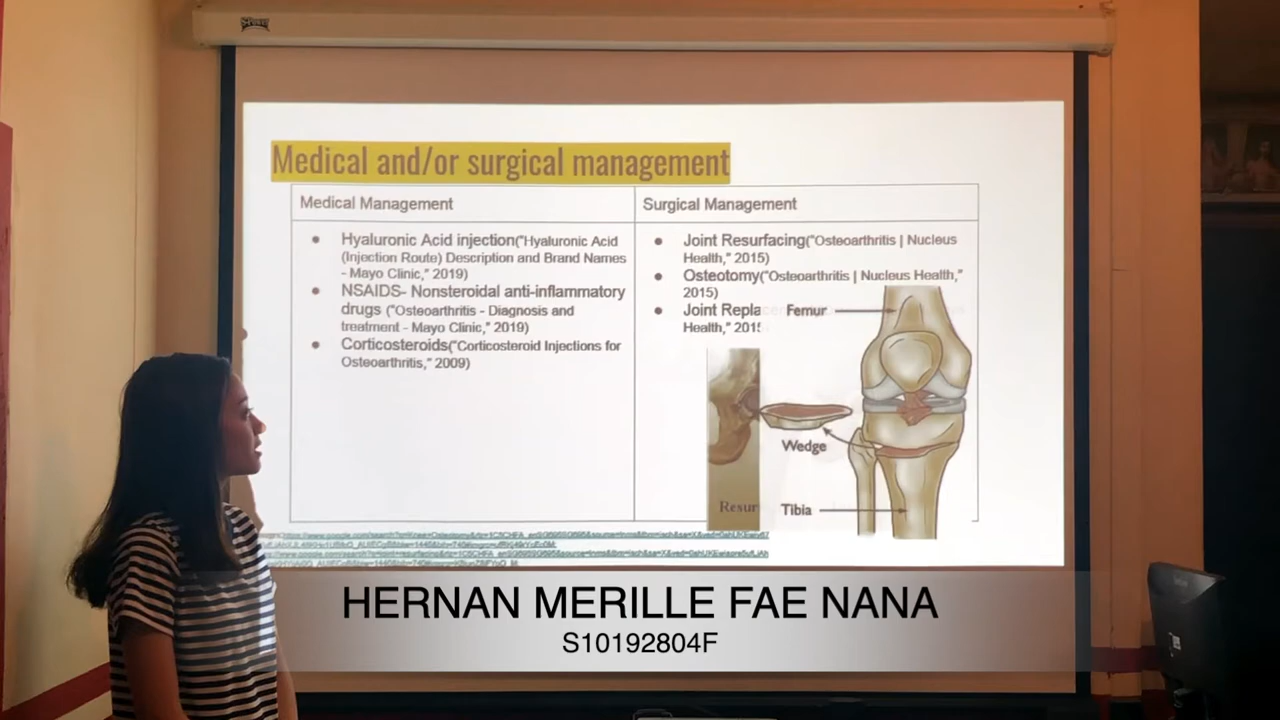 SPORTY
Medical and/or surgical management
Medical Management
Surgical Management
● Hyaluronic Acid injection("Hyaluronic Acid
(Injection Route) Description and Brand Names
- Mayo Clinic," 2019)
● NSAIDS- Nonsteroidal anti-inflammatory
drugs ("Osteoarthritis - Diagnosis and
treatment - Mayo Clinic," 2019)
● Corticosteroids("Corticosteroid Injections for
Osteoarthritis," 2009)
● Joint Resurfacing("Osteoarthritis | Nucleus
Health," 2015)
● Osteotomy("Osteoarthritis | Nucleus Health,"
2015)
● Joint Repla
Health," 201
Femur
Wedge
Resur
Tibia
HERNAN MERILLE FAE NANA
S10192804F